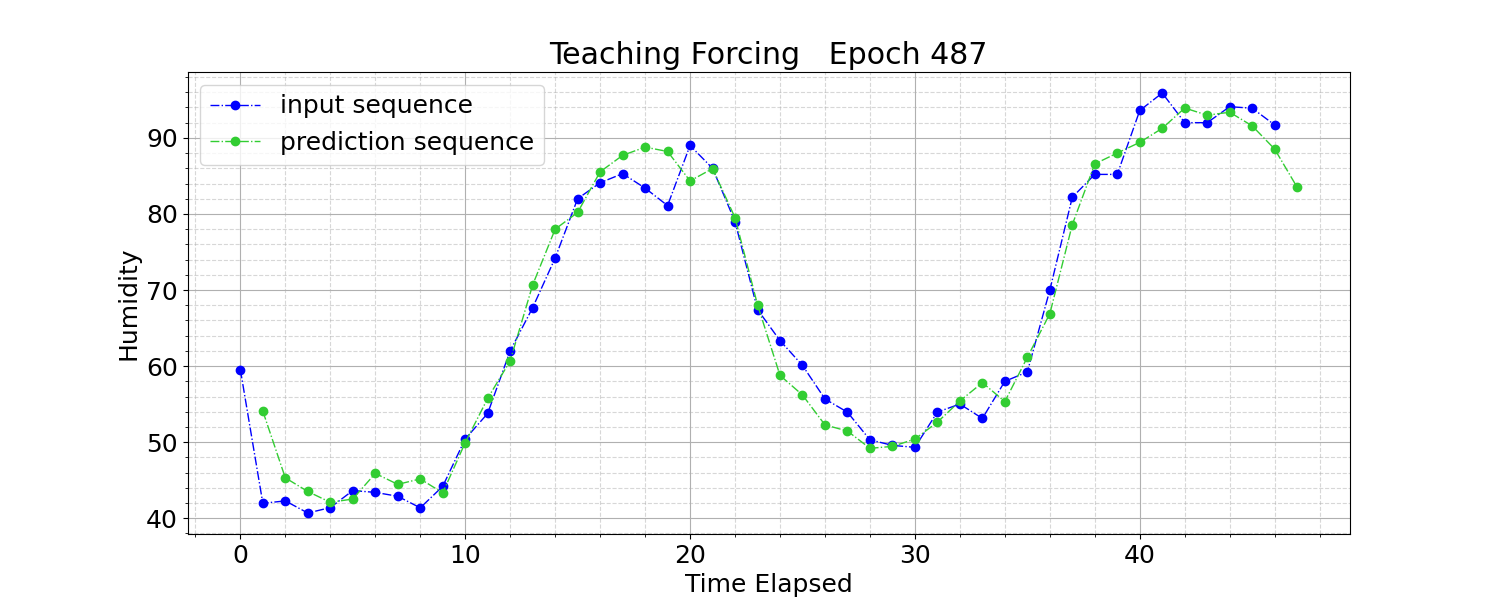 Teaching Forcing   Epoch 487
input sequence
prediction sequence
Humidity
90
80
70
60
50
40
0 10 20 30 40
Time Elapsed